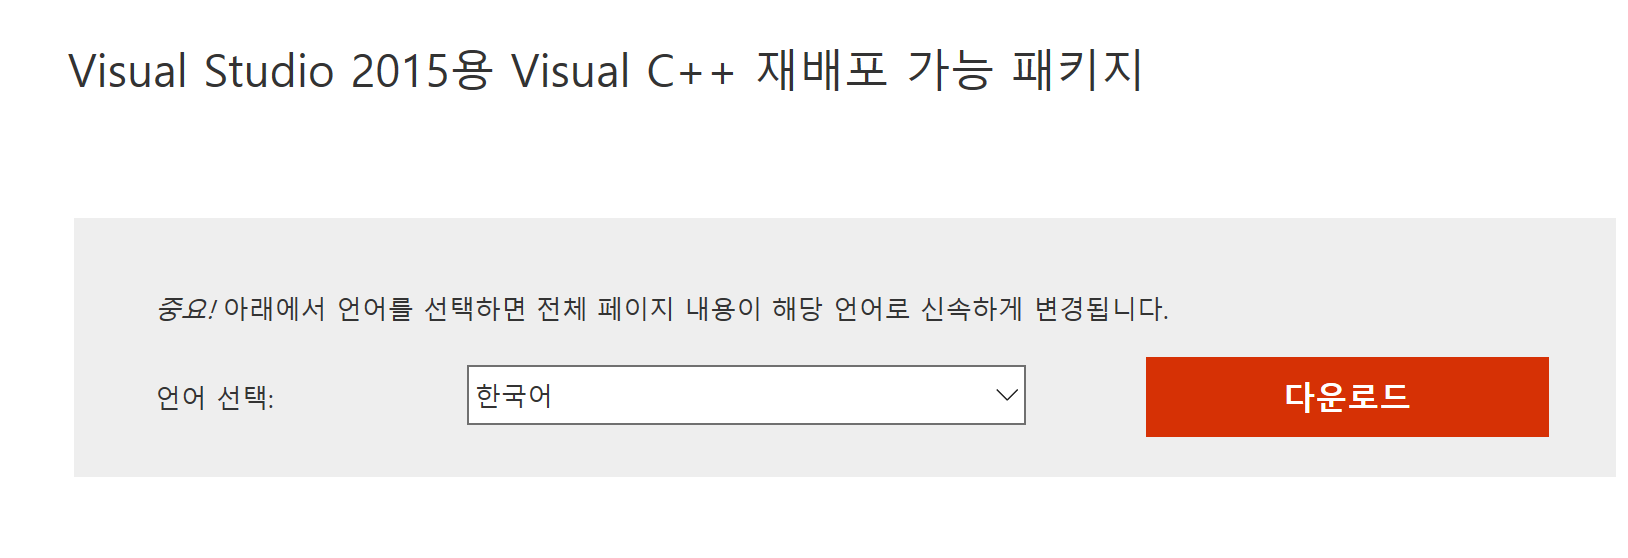 Visual Studio 2015용 Visual C++ 재배포 가능 패키지
중요! 아래에서 언어를 선택하면 전체 페이지 내용이 해당 언어로 신속하게 변경됩니다.
언어 선택:
한국어
다운로드